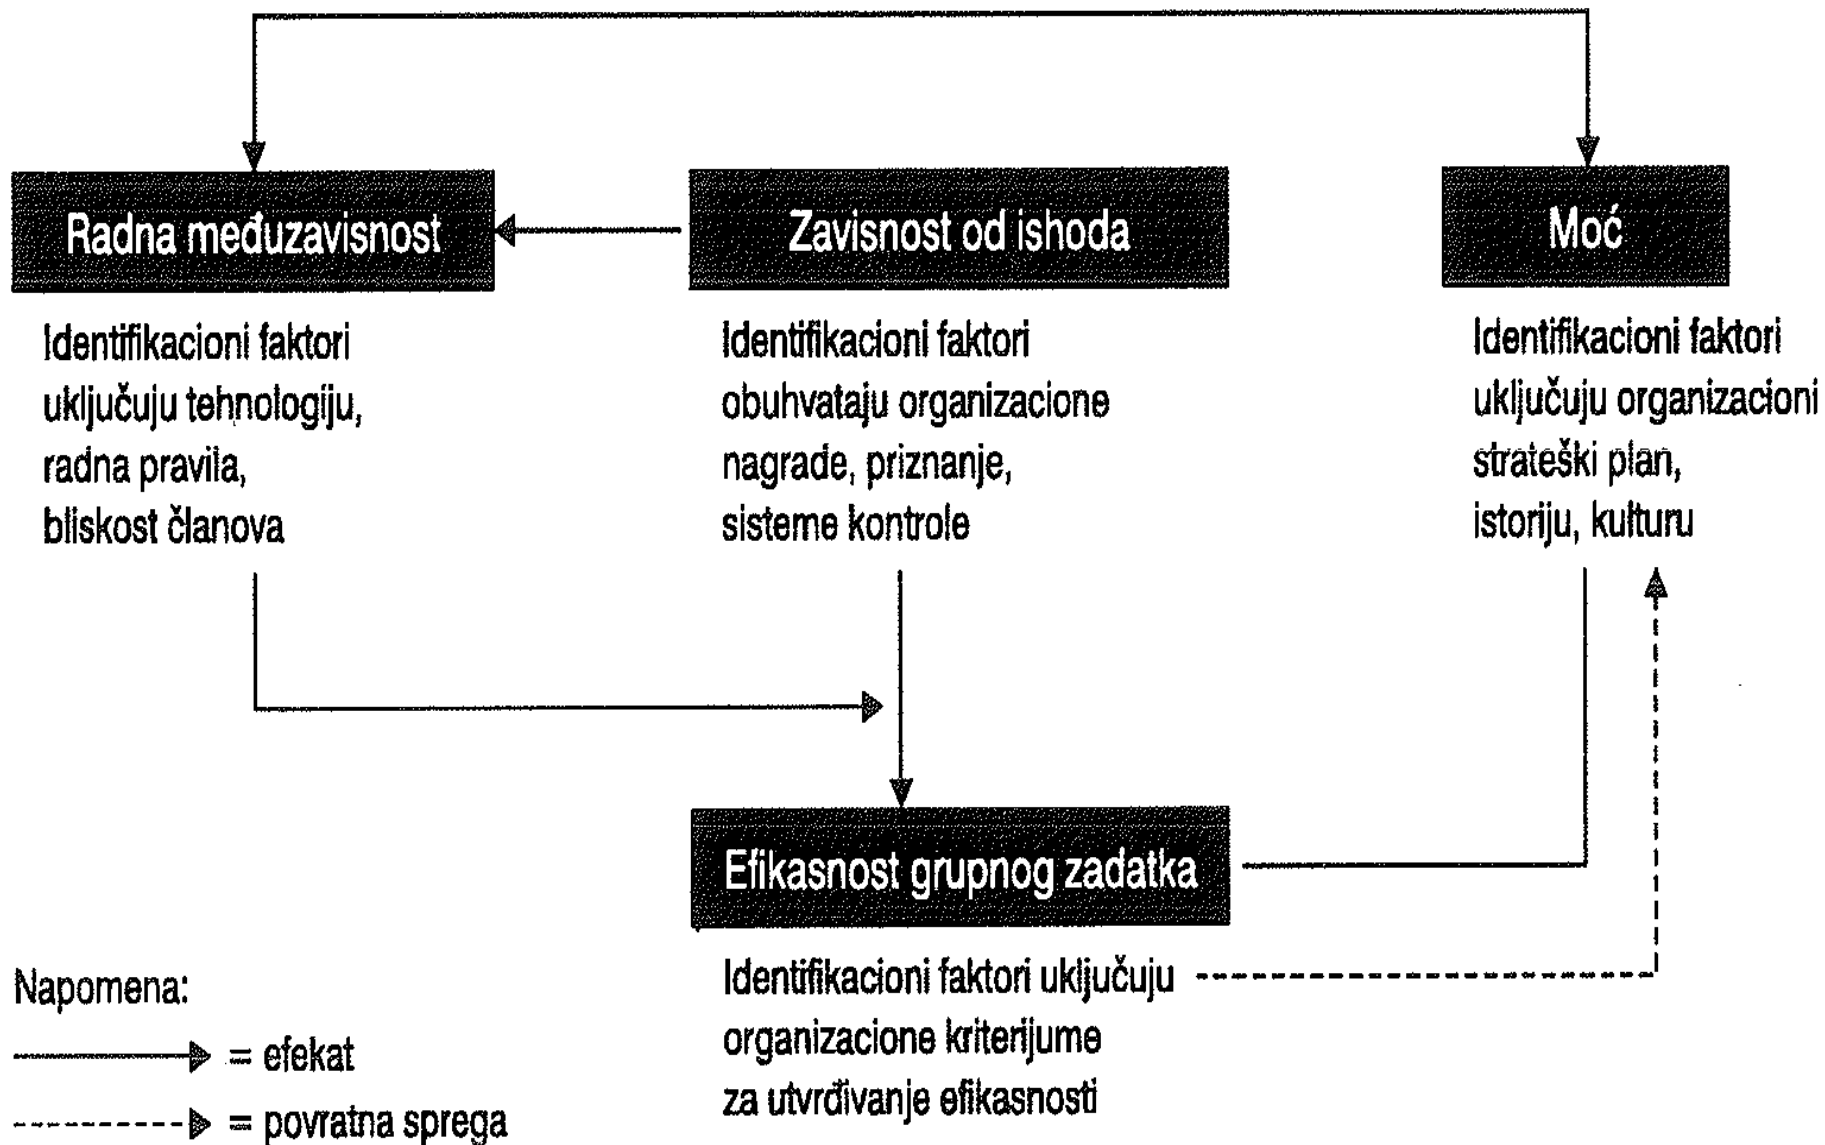 Radna međuzavisnost
Identifikacioni faktori
uključuju tehnologiju,
radna pravila,
bliskost članova
Zavisnost od ishoda
Identifikacioni faktori
obuhvataju organizacione
nagrade, priznanje,
sisteme kontrole
Moć
Identifikacioni faktori
uključuju organizacioni
strateški plan,
istoriju, kulturu
Efikasnost grupnog zadatka
Identifikacioni faktori uključuju
organizacione kriterijume
za utvrđivanje efikasnosti
Napomena:
= efekat
= povratna sprega